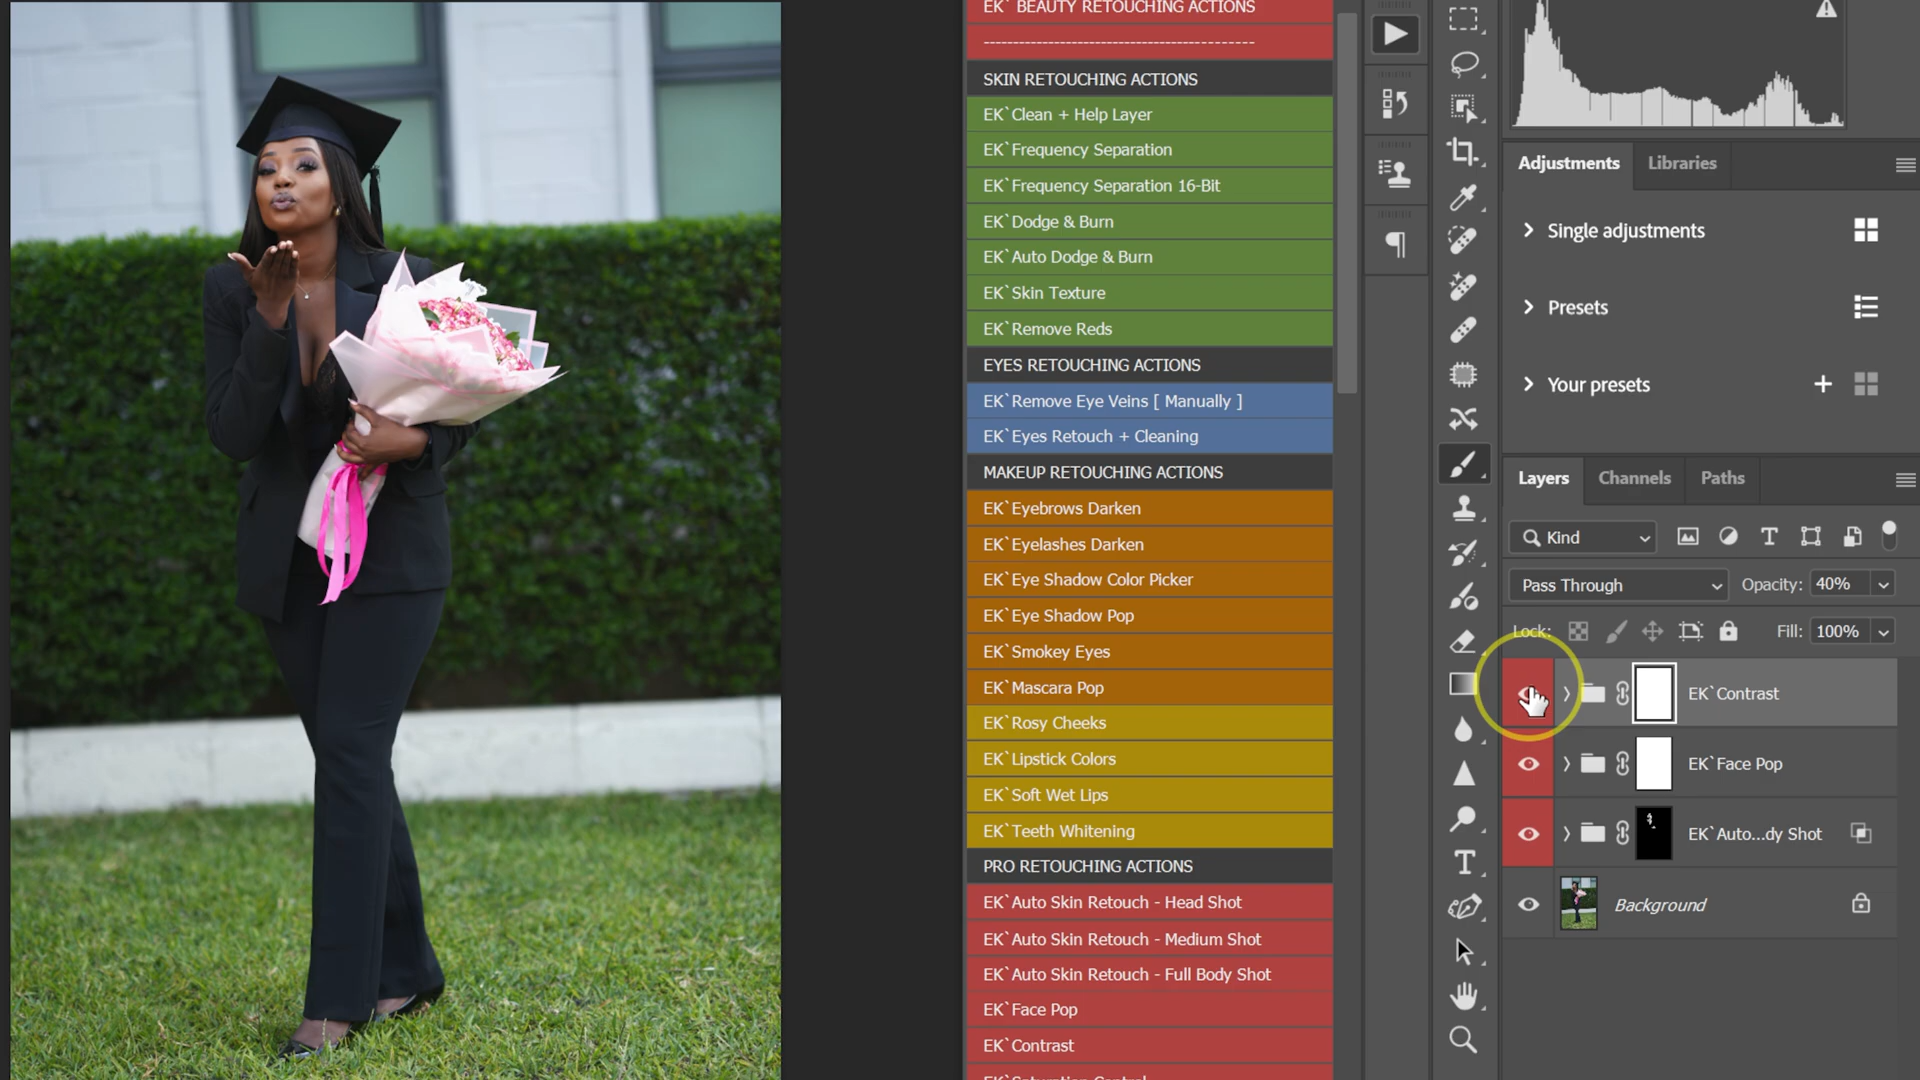 EK` BEAUTY RETOUCHING ACTIONS
----------------------------------------------
SKIN RETOUCHING ACTIONS
EK`Clean + Help Layer
EK`Frequency Separation
EK`Frequency Separation 16-Bit
EK`Dodge & Burn
EK`Auto Dodge & Burn
EK`Skin Texture
EK`Remove Reds
EYES RETOUCHING ACTIONS
EK`Remove Eye Veins [ Manually ]
EK`Eyes Retouch + Cleaning
MAKEUP RETOUCHING ACTIONS
EK`Eyebrows Darken
EK`Eyelashes Darken
EK`Eye Shadow Color Picker
EK`Eye Shadow Pop
EK`Smokey Eyes
EK`Mascara Pop
EK`Rosy Cheeks
EK`Lipstick Colors
EK`Soft Wet Lips
EK`Teeth Whitening
PRO RETOUCHING ACTIONS
EK`Auto Skin Retouch - Head Shot
EK`Auto Skin Retouch - Medium Shot
EK`Auto Skin Retouch - Full Body Shot
EK`Face Pop
EK`Contrast
Adjustments Libraries
Single adjustments
Presets
Your presets
Layers Channels Paths
Kind
Pass Through Opacity: 40%
Lock: Fill: 100%
EK`Contrast
EK`Face Pop
EK`Auto...dy Shot
Background